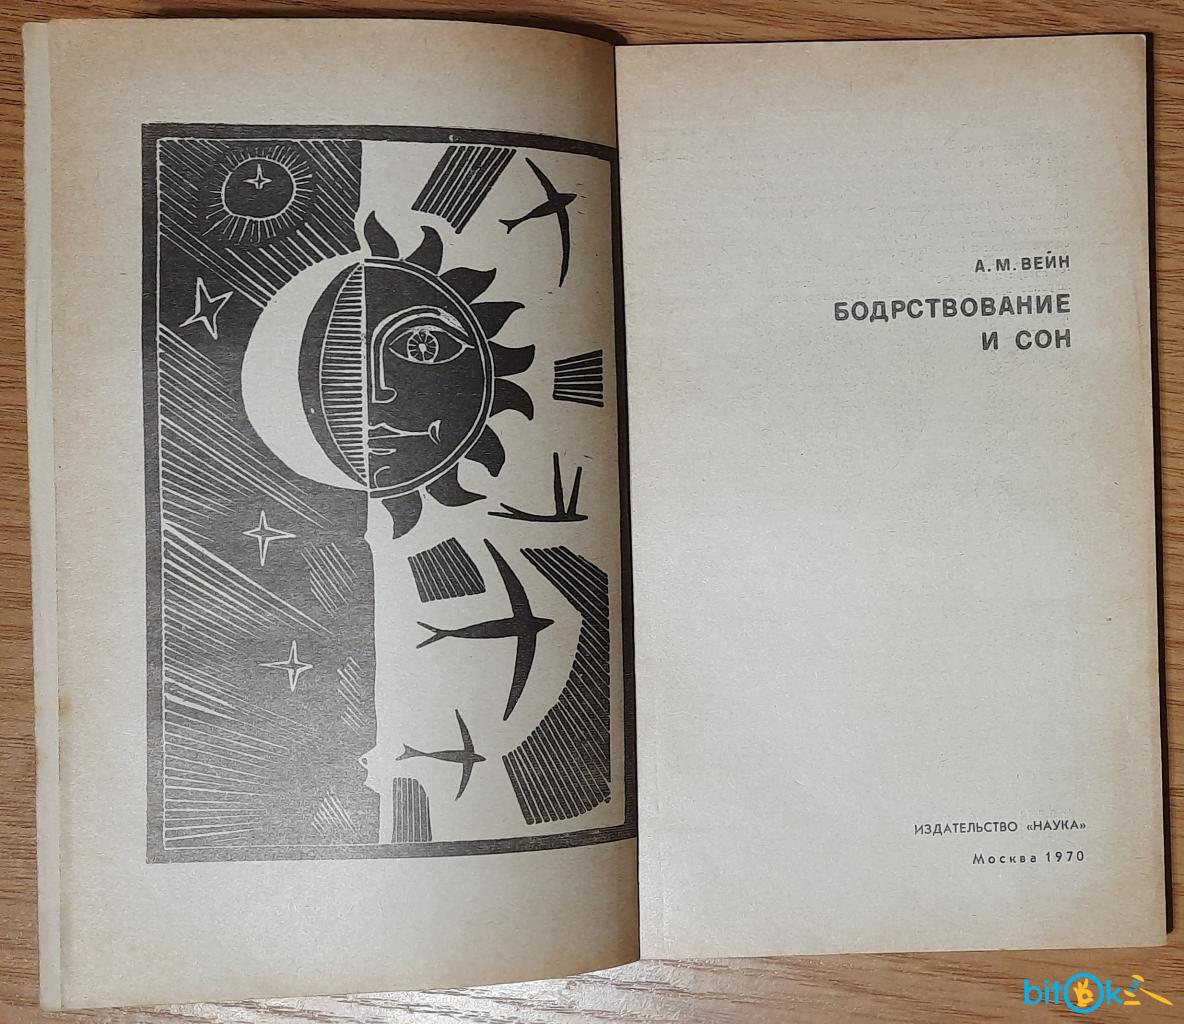 А. М. ВЕЙН
БОДРСТВОВАНИЕ
И СОН
ИЗДАТЕЛЬСТВО «НАУКА»
Москва 1970
bitOk